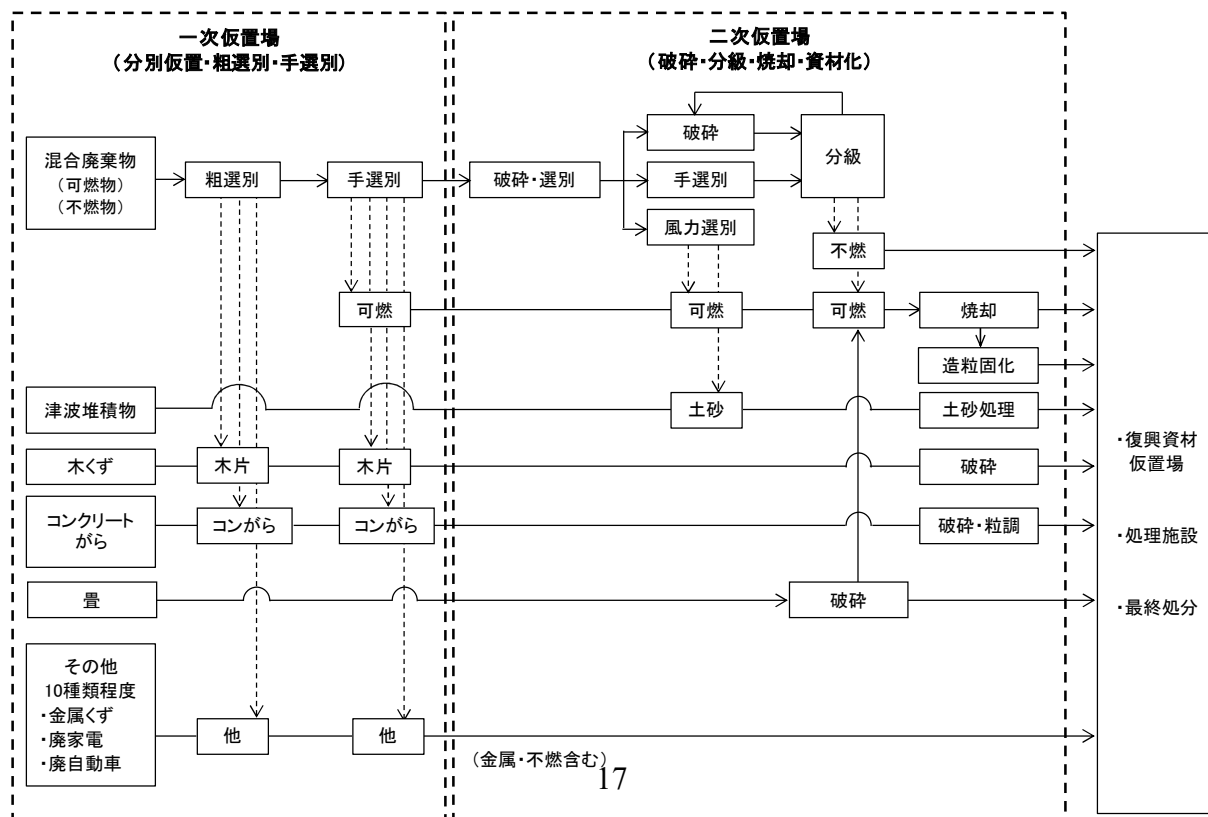 一次仮置場
（分別仮置・粗選別・手選別）
二次仮置場
（破砕・分級・焼却・資材化）
混合廃棄物
（可燃物）
（不燃物）
粗選別
手選別
破砕・選別
破砕
手選別
風力選別
分級
不燃
可燃
可燃
可燃
焼却
造粒固化
津波堆積物
土砂
土砂処理
木くず
木片
木片
破砕
コンクリート
がら
コンがら
コンがら
破砕・粒調
畳
破砕
その他
10種類程度
・金属くず
・廃家電
・廃自動車
他
他
（金属・不燃含む）
・復興資材
仮置場
・処理施設
・最終処分
17